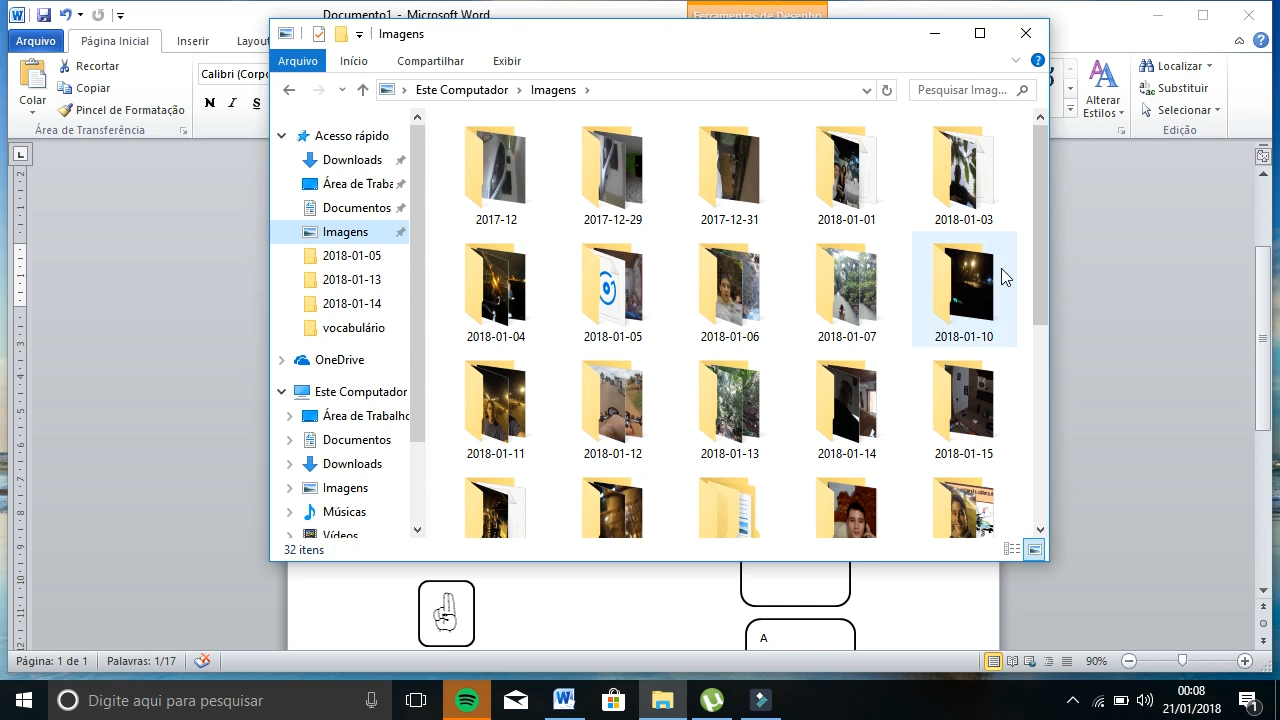 Documento1 - Microsoft Word
Ferramentas de Desenho
Arquivo
Página Inicial
Inserir
Layout
Recortar
Copiar
Pincel de Formatação
Colar
Área de Transferência
Calibri (Corpo
N I S
Alterar
Estilos
Localizar
Substituir
Selecionar
Edição
Imagens
Arquivo
Início
Compartilhar
Exibir
Este Computador
Imagens
Pesquisar Imag...
Acesso rápido
Downloads
Área de Traba
Documentos
Imagens
2018-01-05
2018-01-13
2018-01-14
vocabulário
OneDrive
Este Computador
Área de Trabalho
Documentos
Downloads
Imagens
Músicas
Vídeos
2017-12
2017-12-29
2017-12-31
2018-01-01
2018-01-03
2018-01-04
2018-01-05
2018-01-06
2018-01-07
2018-01-10
2018-01-11
2018-01-12
2018-01-13
2018-01-14
2018-01-15
32 itens
A
Página: 1 de 1
Palavras: 1/17
90%
Digite aqui para pesquisar
00:08
21/01/2018
1